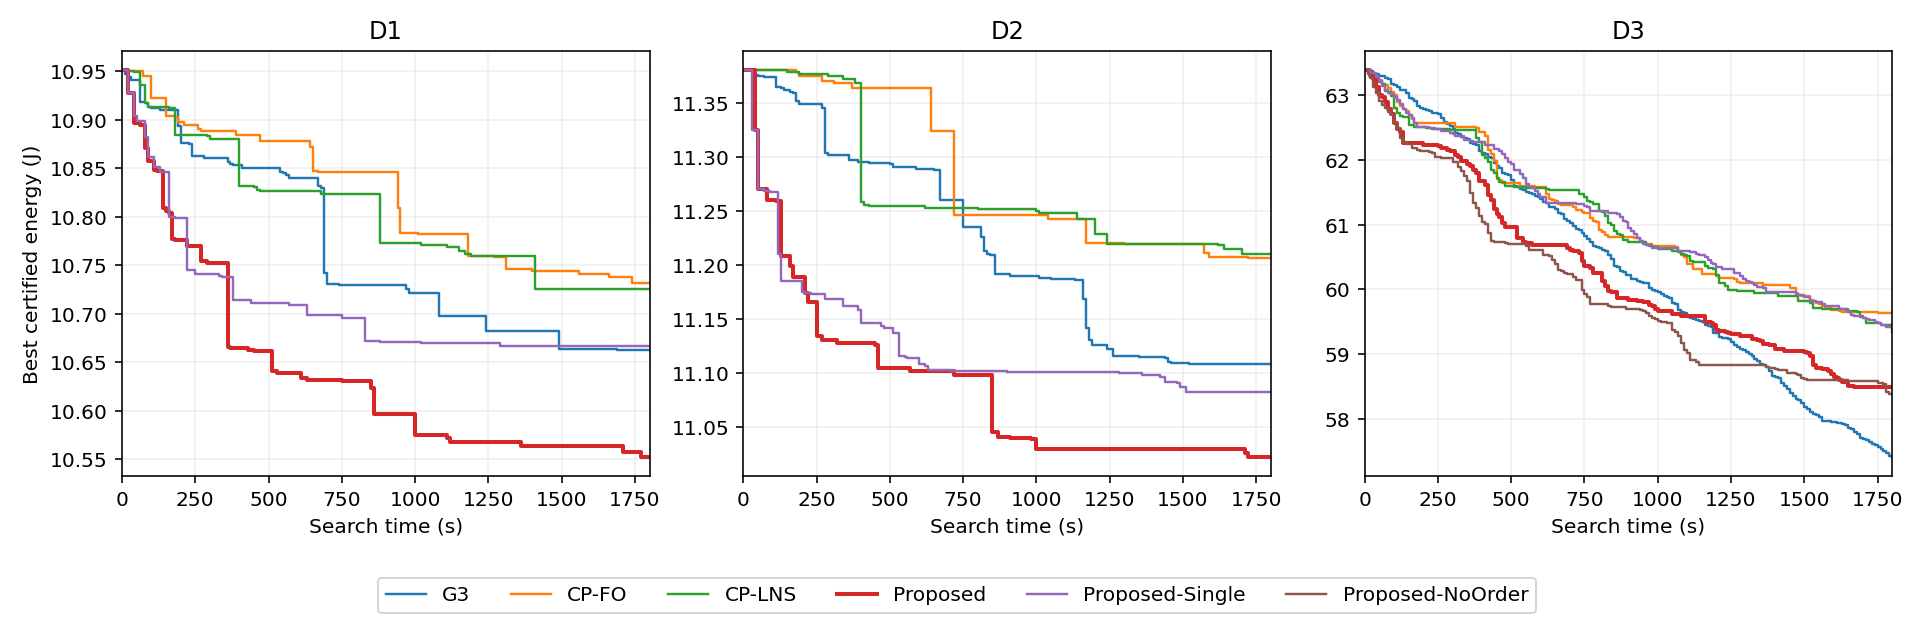 D1
D2
D3
Best certified energy (J)
10.95
10.90
10.85
10.80
10.75
10.70
10.65
10.60
10.55
0 250 500 750 1000 1250 1500 1750
Search time (s)
11.35
11.30
11.25
11.20
11.15
11.10
11.05
0 250 500 750 1000 1250 1500 1750
Search time (s)
63
62
61
60
59
58
0 250 500 750 1000 1250 1500 1750
Search time (s)
G3 CP-FO CP-LNS Proposed Proposed-Single Proposed-NoOrder